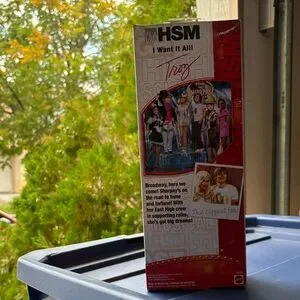 HSM
I Want It All!
Troy
Broadway, here we
come! Sharpay's on
the road to fame
and fortune! With
her East High crew
in supporting roles,
she's got big dreams!